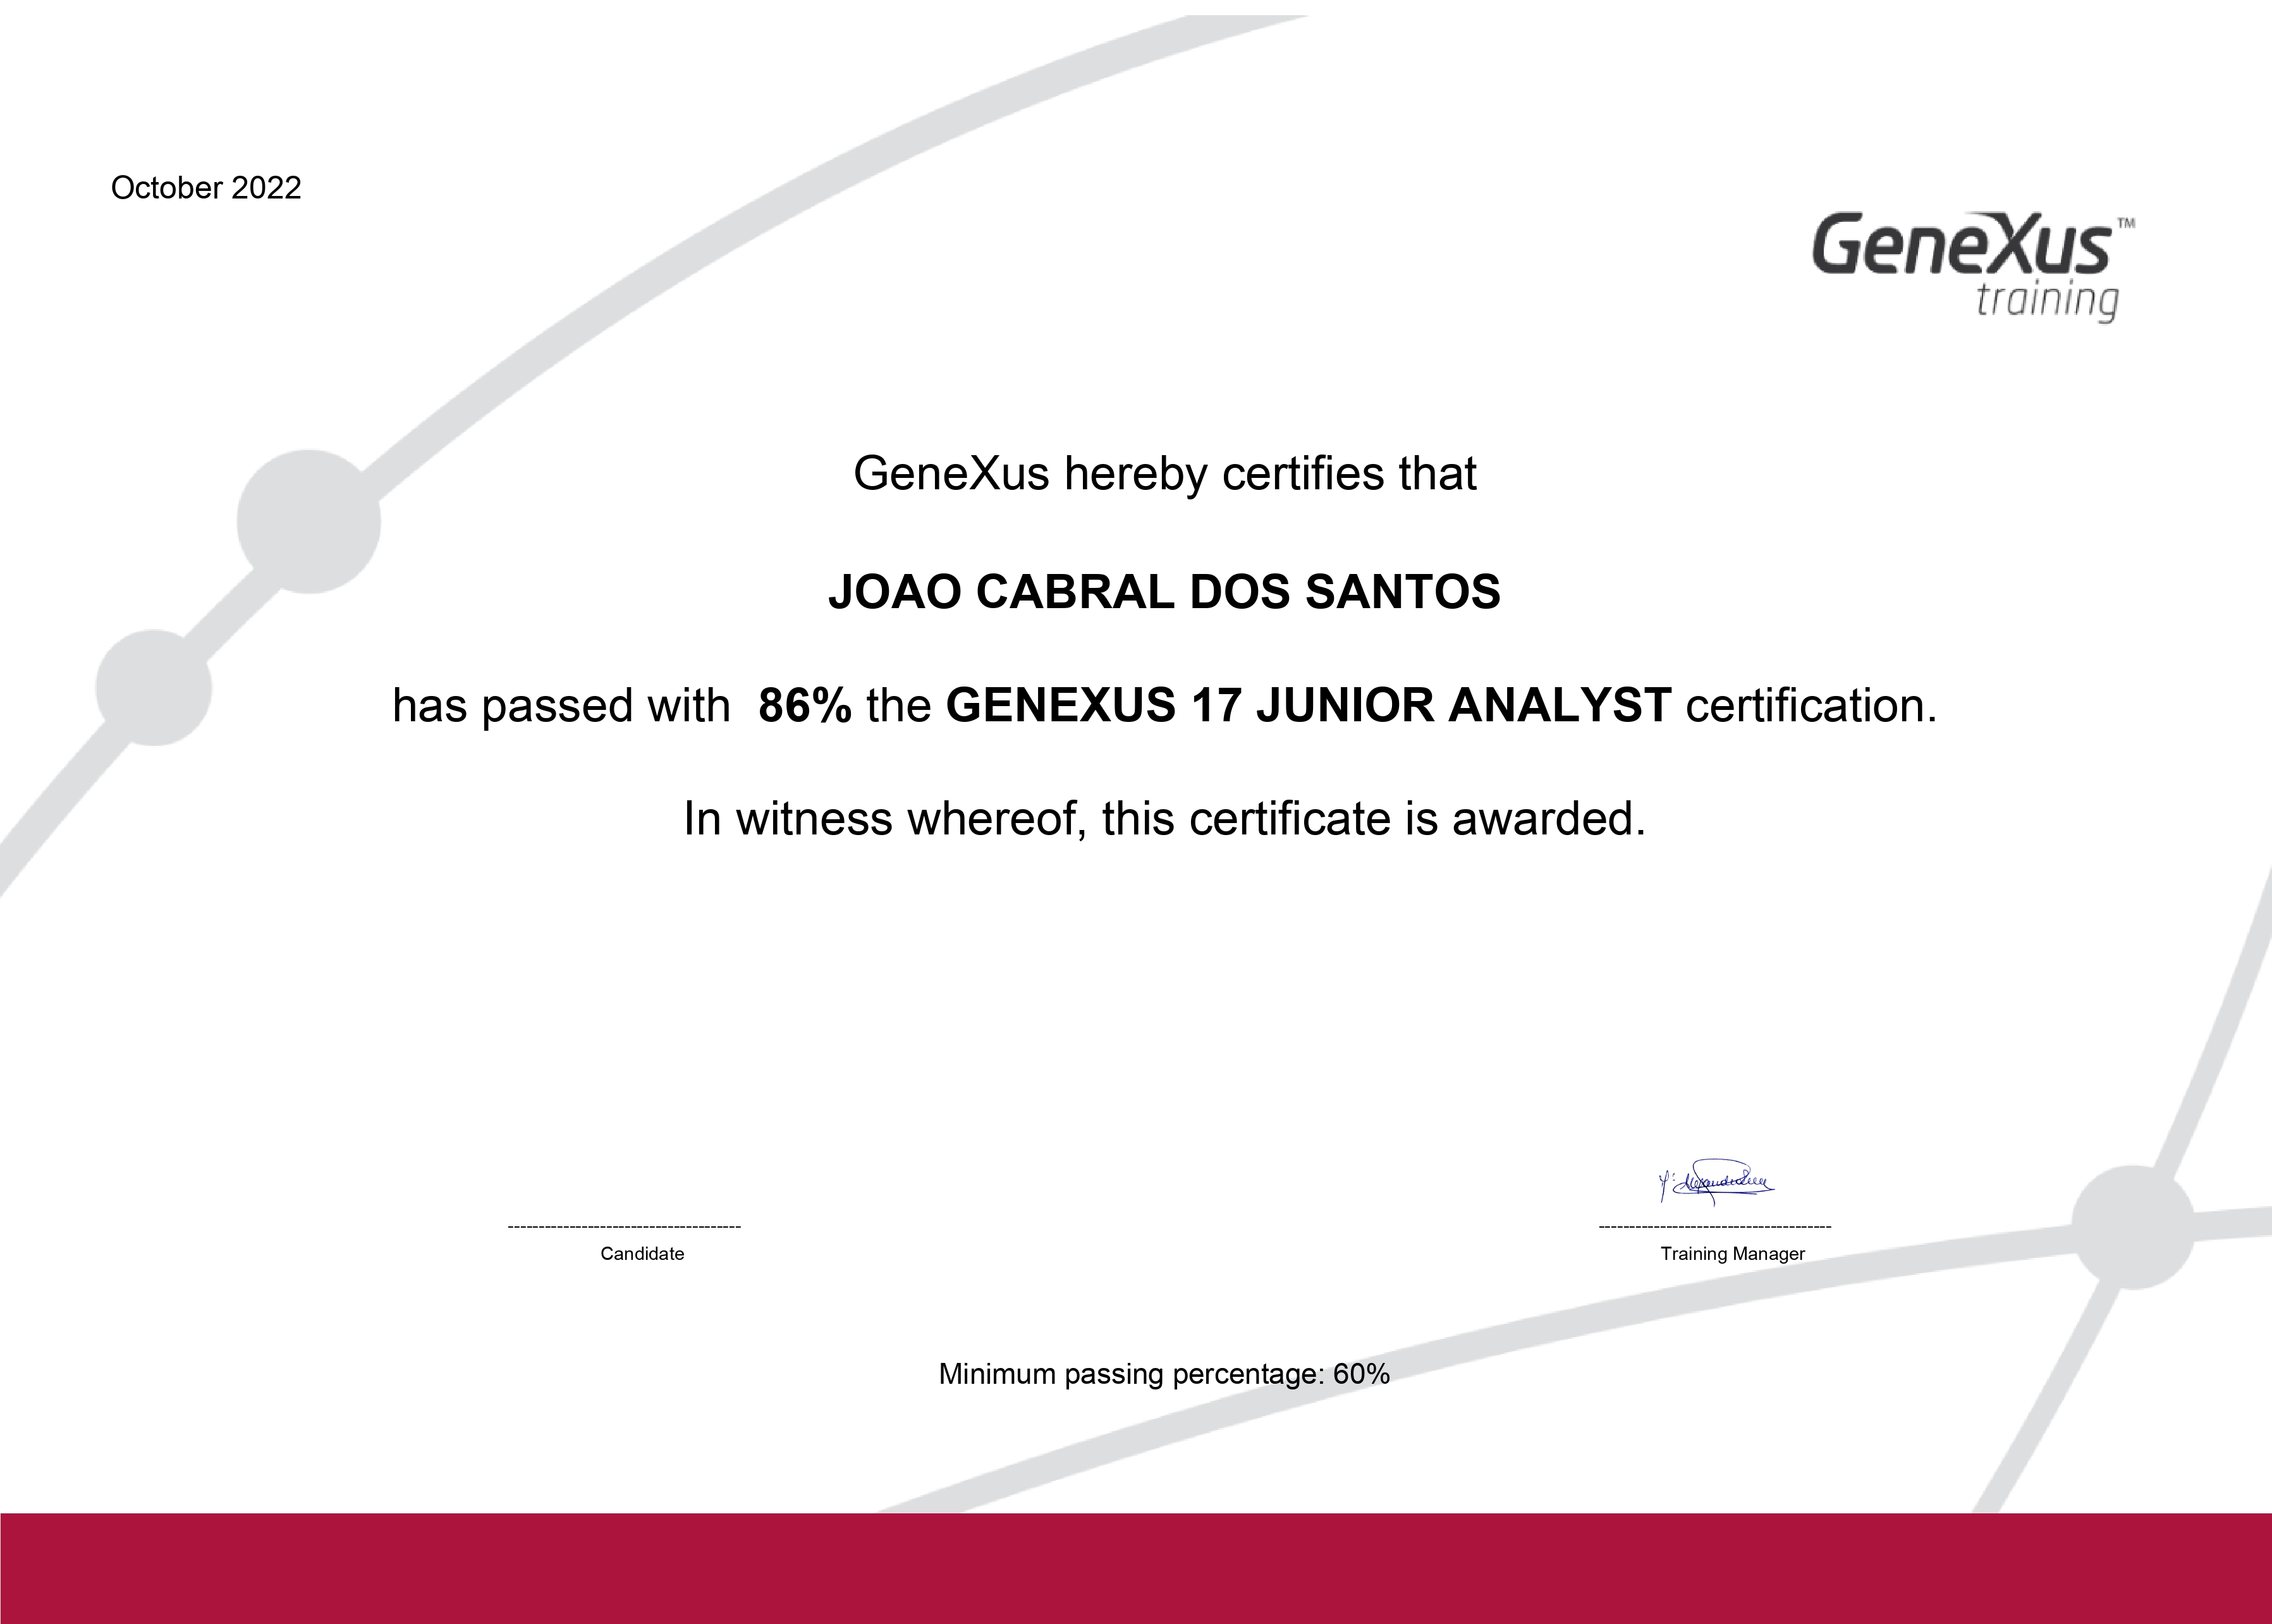 October 2022
GeneXus™
training
GeneXus hereby certifies that
JOAO CABRAL DOS SANTOS
has passed with 86% the GENEXUS 17 JUNIOR ANALYST certification.
In witness whereof, this certificate is awarded.
-------------------------------------- --------------------------------------
Candidate Training Manager
Minimum passing percentage: 60%